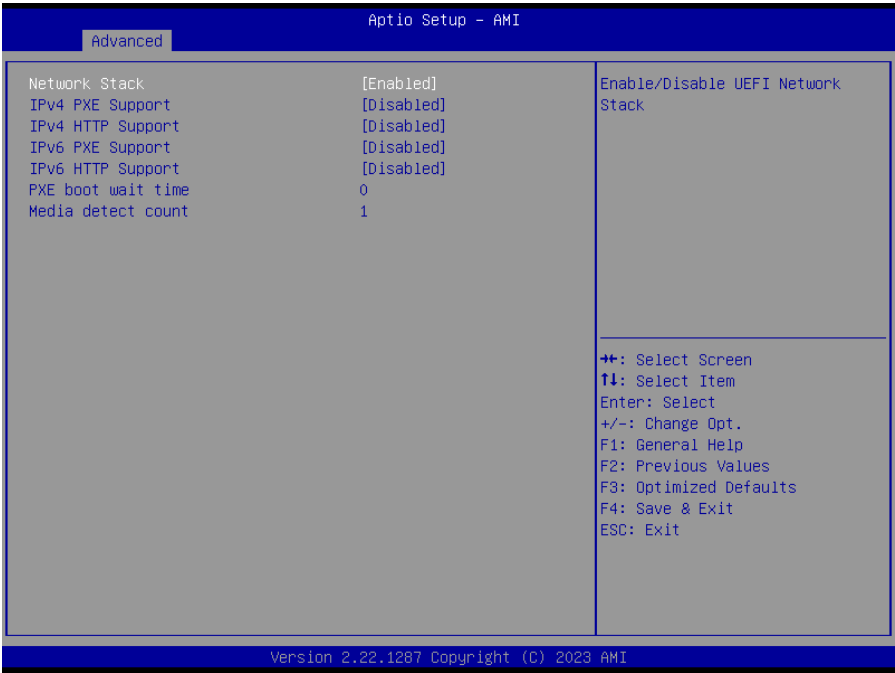 Aptio Setup – AMI
Advanced
Network Stack [Enabled]
IPv4 PXE Support [Disabled]
IPv4 HTTP Support [Disabled]
IPv6 PXE Support [Disabled]
IPv6 HTTP Support [Disabled]
PXE boot wait time 0
Media detect count 1
Enable/Disable UEFI Network
Stack
→←: Select Screen
↑↓: Select Item
Enter: Select
+/-: Change Opt.
F1: General Help
F2: Previous Values
F3: Optimized Defaults
F4: Save & Exit
ESC: Exit
Version 2.22.1287 Copyright (C) 2023 AMI